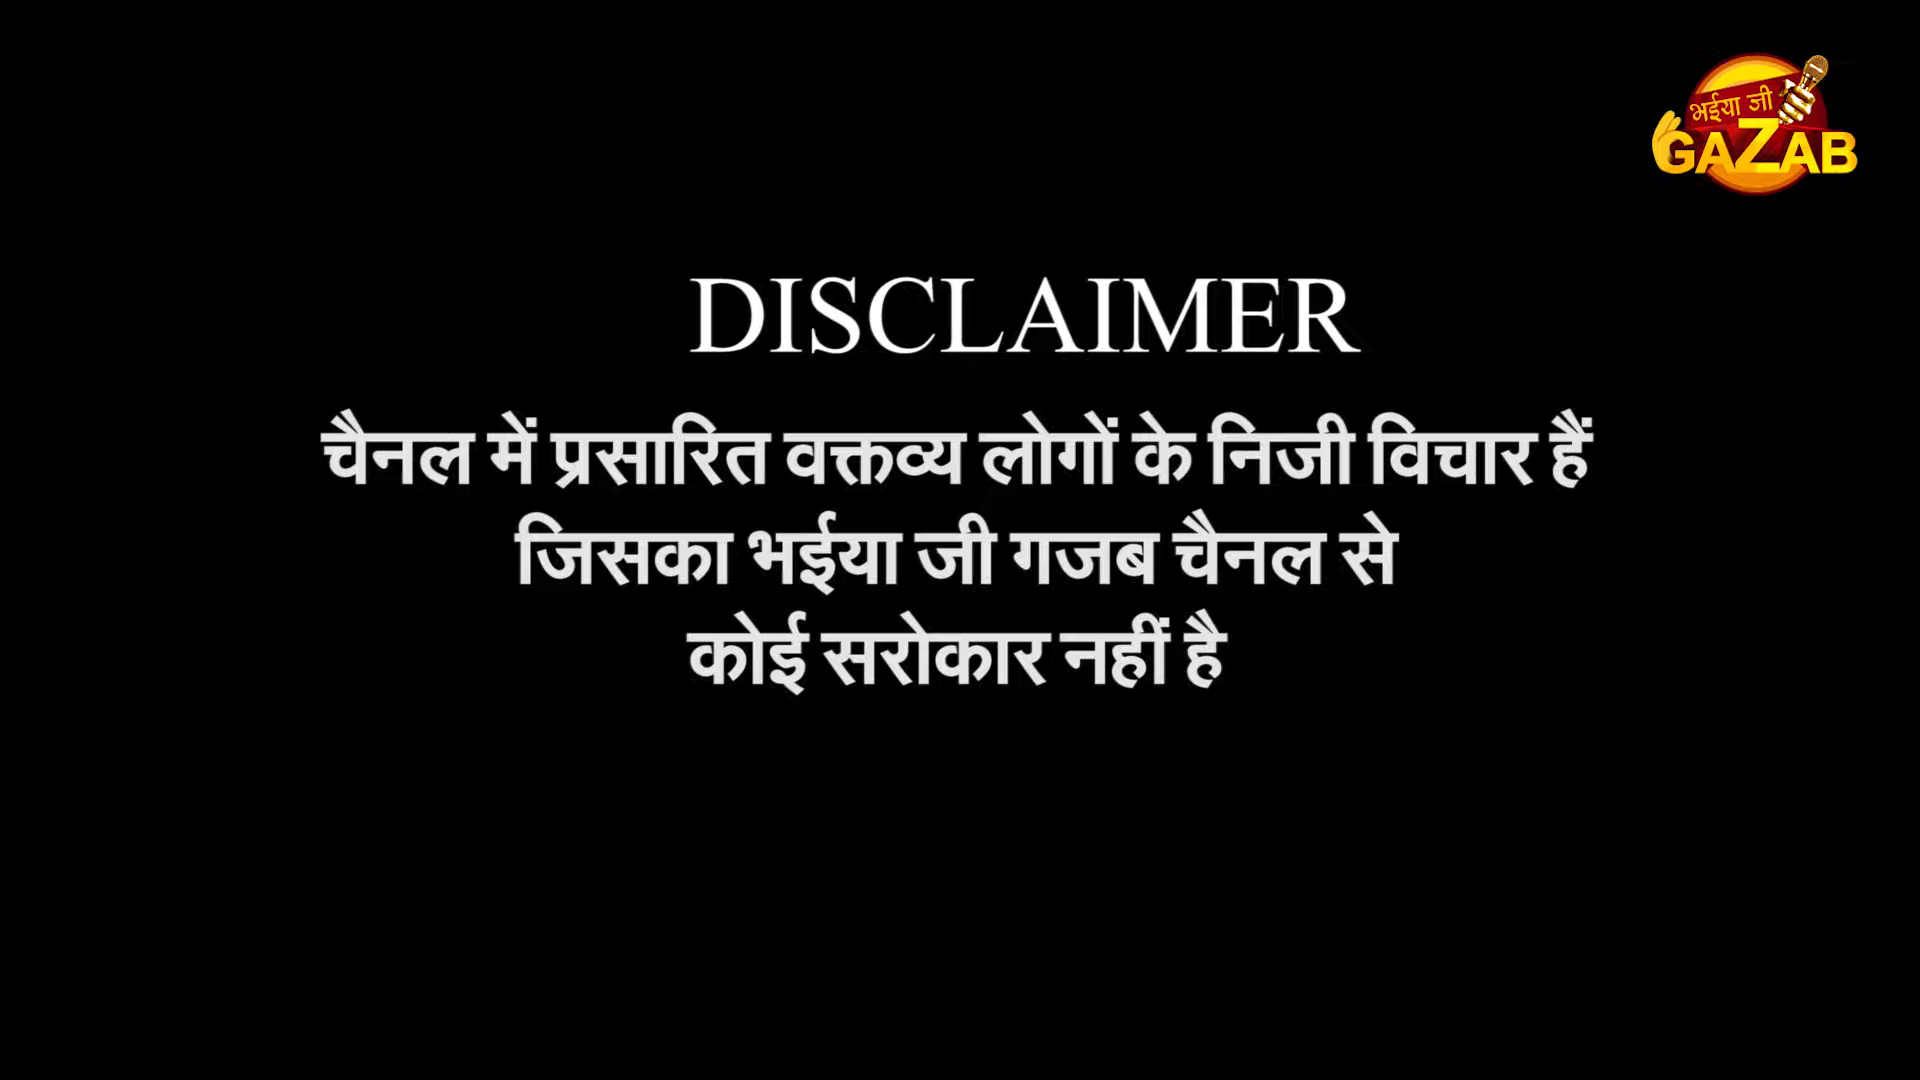 भईया जी
GAZAB
DISCLAIMER
चैनल में प्रसारित वक्तव्य लोगों के निजी विचार हैं
जिसका भईया जी गजब चैनल से
कोई सरोकार नहीं है